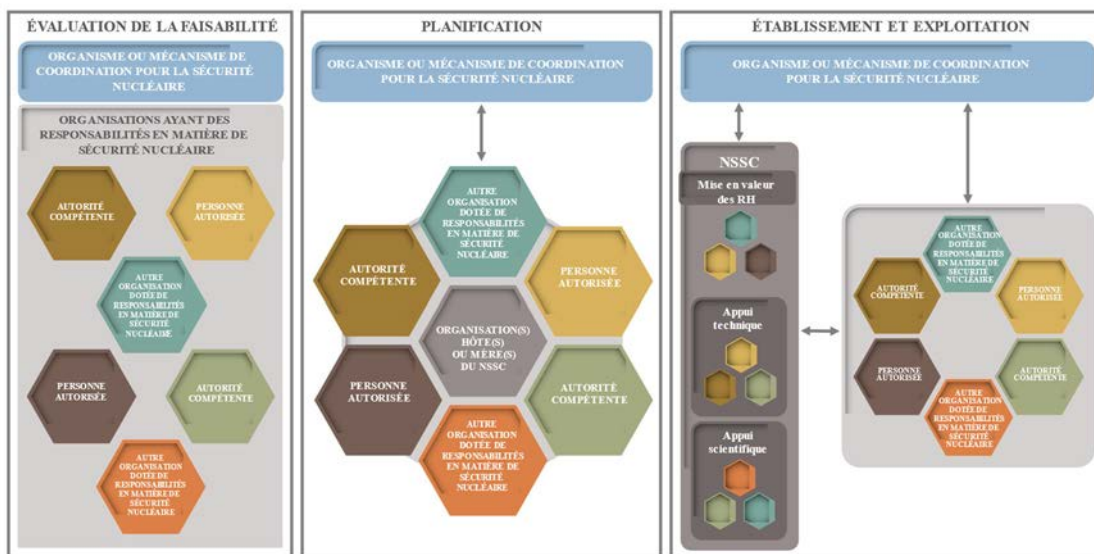 ÉVALUATION DE LA FAISABILITÉ
ORGANISME OU MÉCANISME DE
COORDINATION POUR LA SÉCURITÉ
NUCLÉAIRE
ORGANISATIONS AYANT DES
RESPONSABILITÉS EN MATIÈRE DE
SÉCURITÉ NUCLÉAIRE
AUTORITÉ
COMPÉTENTE
PERSONNE
AUTORISÉE
AUTRE
ORGANISATION
DOTÉE DE
RESPONSABILITÉS
EN MATIÈRE DE
SÉCURITÉ
NUCLÉAIRE
PERSONNE
AUTORISÉE
AUTORITÉ
COMPÉTENTE
AUTRE
ORGANISATION
DOTÉE DE
RESPONSABILITÉS
EN MATIÈRE DE
SÉCURITÉ
NUCLÉAIRE
PLANIFICATION
ORGANISME OU MÉCANISME DE COORDINATION
POUR LA SÉCURITÉ NUCLÉAIRE
AUTRE
ORGANISATION
DOTÉE DE
RESPONSABILITÉS
EN MATIÈRE DE
SÉCURITÉ
NUCLÉAIRE
AUTORITÉ
COMPÉTENTE
PERSONNE
AUTORISÉE
ORGANISATION(S)
HÔTE(S)
OU MÈRE(S)
DU NSSC
PERSONNE
AUTORISÉE
AUTORITÉ
COMPÉTENTE
AUTRE
ORGANISATION
DOTÉE DE
RESPONSABILITÉS
EN MATIÈRE DE
SÉCURITÉ
NUCLÉAIRE
ÉTABLISSEMENT ET EXPLOITATION
ORGANISME OU MÉCANISME DE COORDINATION
POUR LA SÉCURITÉ NUCLÉAIRE
NSSC
Mise en valeur
des RH
Appui
technique
Appui
scientifique
AUTRE
ORGANISATION
DOTÉE DE
RESPONSABILITÉS
EN MATIÈRE DE
SÉCURITÉ
NUCLÉAIRE
AUTORITÉ
COMPÉTENTE
PERSONNE
AUTORISÉE
PERSONNE
AUTORISÉE
AUTORITÉ
COMPÉTENTE
AUTRE
ORGANISATION
DOTÉE DE
RESPONSABILITÉS
EN MATIÈRE DE
SÉCURITÉ
NUCLÉAIRE